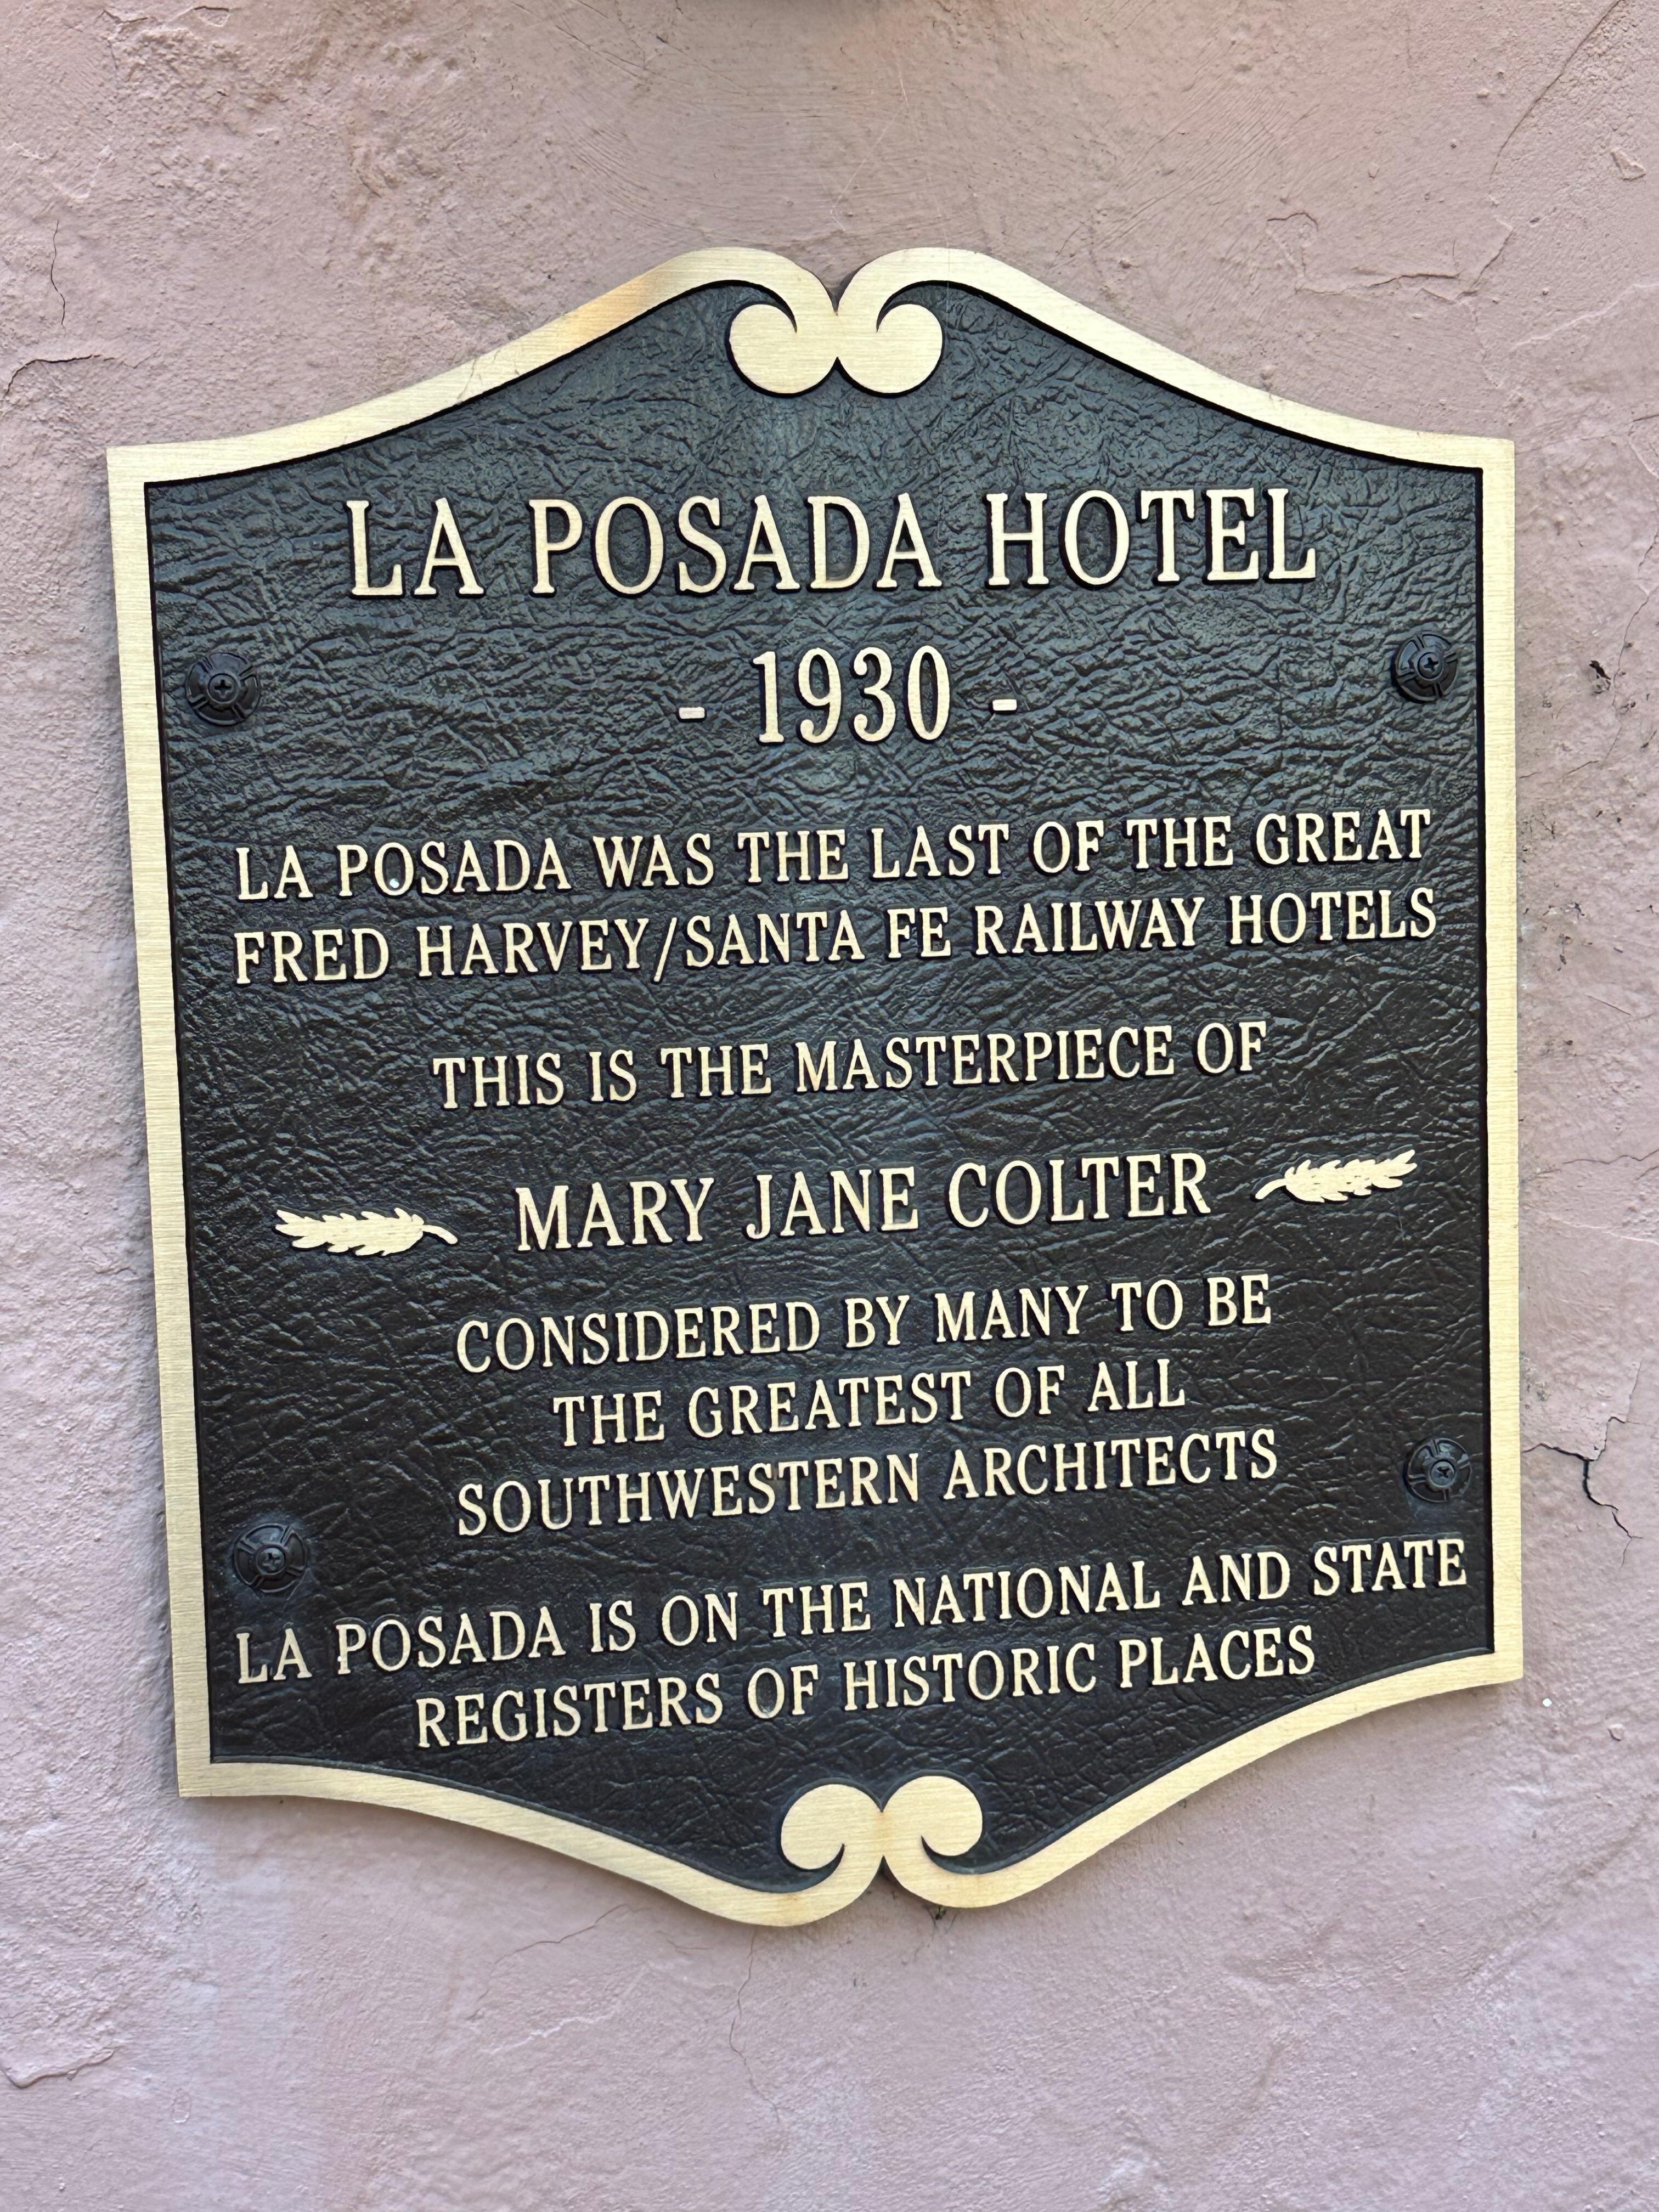 LA POSADA HOTEL
- 1930 -
LA POSADA WAS THE LAST OF THE GREAT
FRED HARVEY/SANTA FE RAILWAY HOTELS
THIS IS THE MASTERPIECE OF
MARY JANE COLTER
CONSIDERED BY MANY TO BE
THE GREATEST OF ALL
SOUTHWESTERN ARCHITECTS
LA POSADA IS ON THE NATIONAL AND STATE
REGISTERS OF HISTORIC PLACES